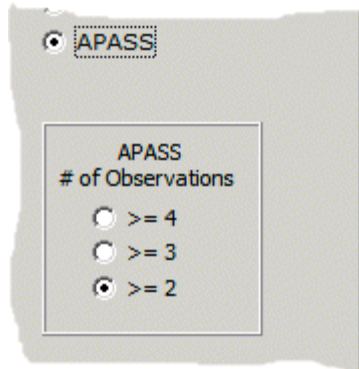 APASS
APASS
# of Observations
>= 4
>= 3
>= 2